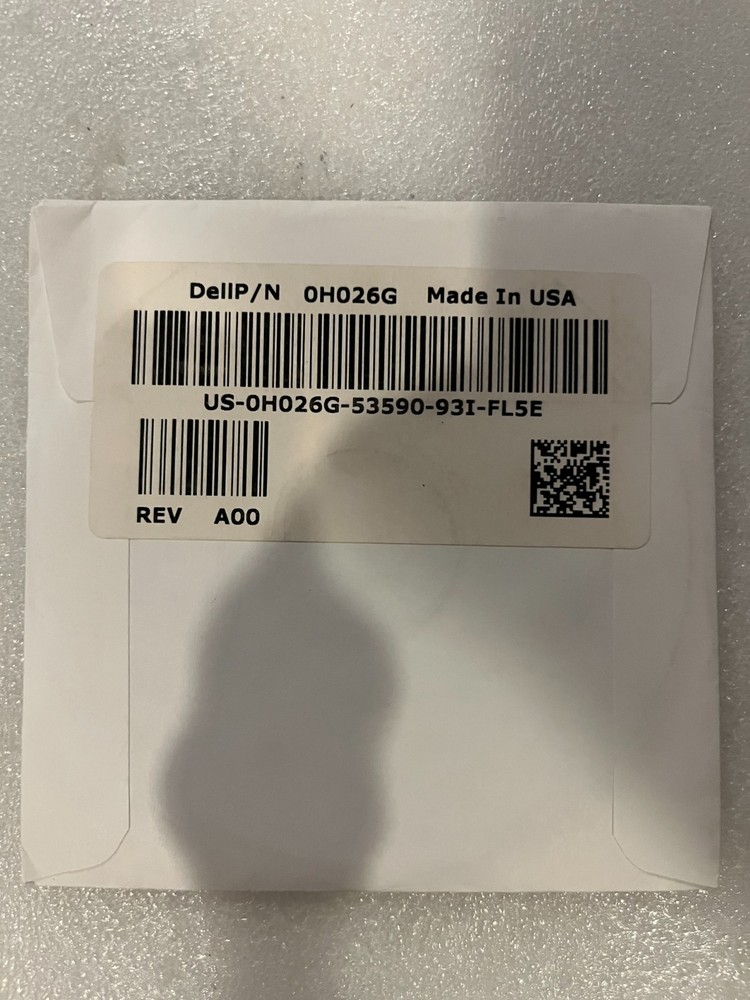 DellP/N 0H026G Made In USA
US-0H026G-53590-93I-FL5E
REV A00